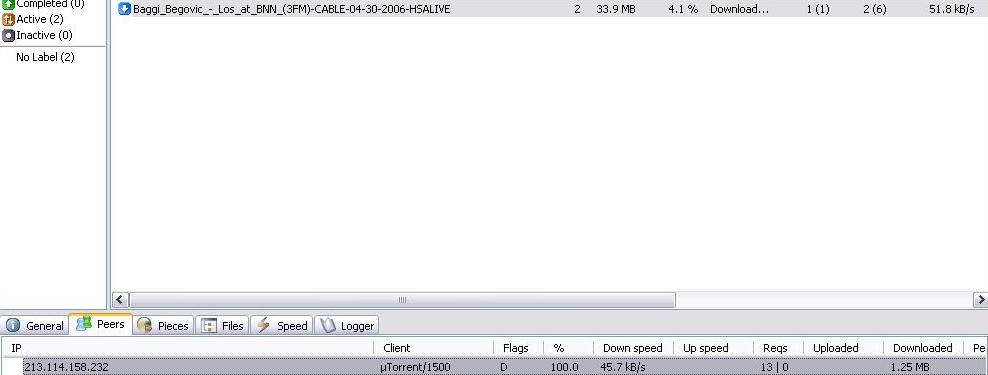 Completed (0)
Active (2)
Inactive (0)
No Label (2)
Baggi_Begovic_-_Los_at_BNN_(3FM)-CABLE-04-30-2006-HSALIVE 2 33.9 MB 4.1 % Download... 1 (1) 2 (6) 51.8 kB/s
General Peers Pieces Files Speed Logger
IP Client Flags % Down speed Up speed Reqs Uploaded Downloaded Pe
213.114.158.232 µTorrent/1500 D 100.0 45.7 kB/s 13 | 0 1.25 MB